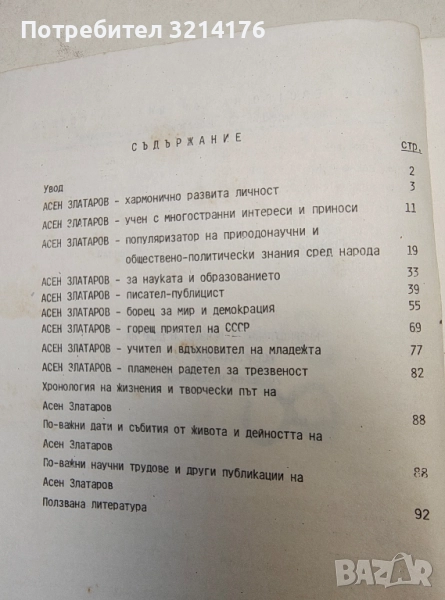 Потребител 3214176
СЪДЪРЖАНИЕ
стр.
Увод 2
АСЕН ЗЛАТАРОВ - хармонично развита личност 3
АСЕН ЗЛАТАРОВ - учен с многостранни интереси и приноси 11
АСЕН ЗЛАТАРОВ - популяризатор на природонаучни и
обществено-политически знания сред народа 19
АСЕН ЗЛАТАРОВ - за науката и образованието 33
АСЕН ЗЛАТАРОВ - писател-публицист 39
АСЕН ЗЛАТАРОВ - борец за мир и демокрация 55
АСЕН ЗЛАТАРОВ - горещ приятел на СССР 69
АСЕН ЗЛАТАРОВ - учител и вдъхновител на младежта 77
АСЕН ЗЛАТАРОВ - пламенен радетел за трезвеност 82
Хронология на жизнения и творчески път на
Асен Златаров 88
По-важни дати и събития от живота и дейността на
Асен Златаров
По-важни научни трудове и други публикации на 88
Асен Златаров
Ползвана литература 92
BAZAR